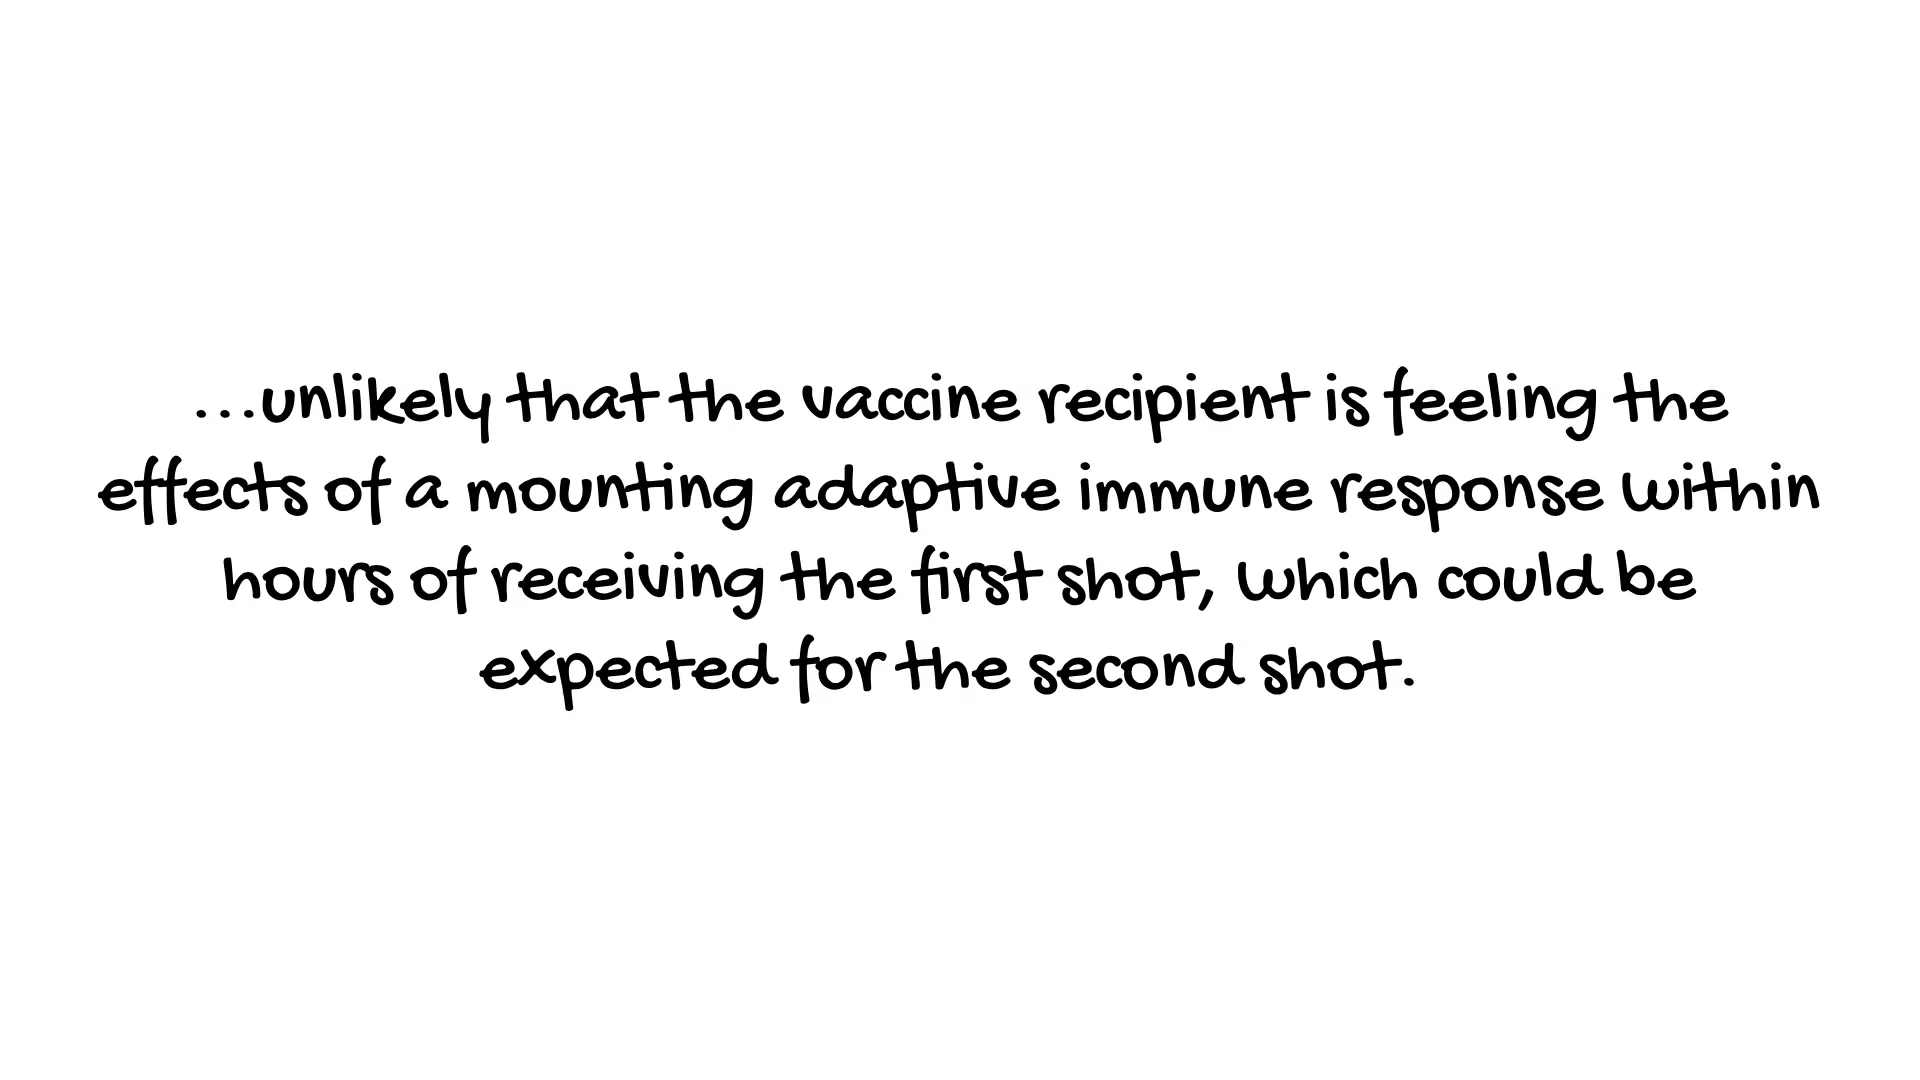 ...unlikely that the vaccine recipient is feeling the
effects of a mounting adaptive immune response within
hours of receiving the first shot, which could be
expected for the second shot.